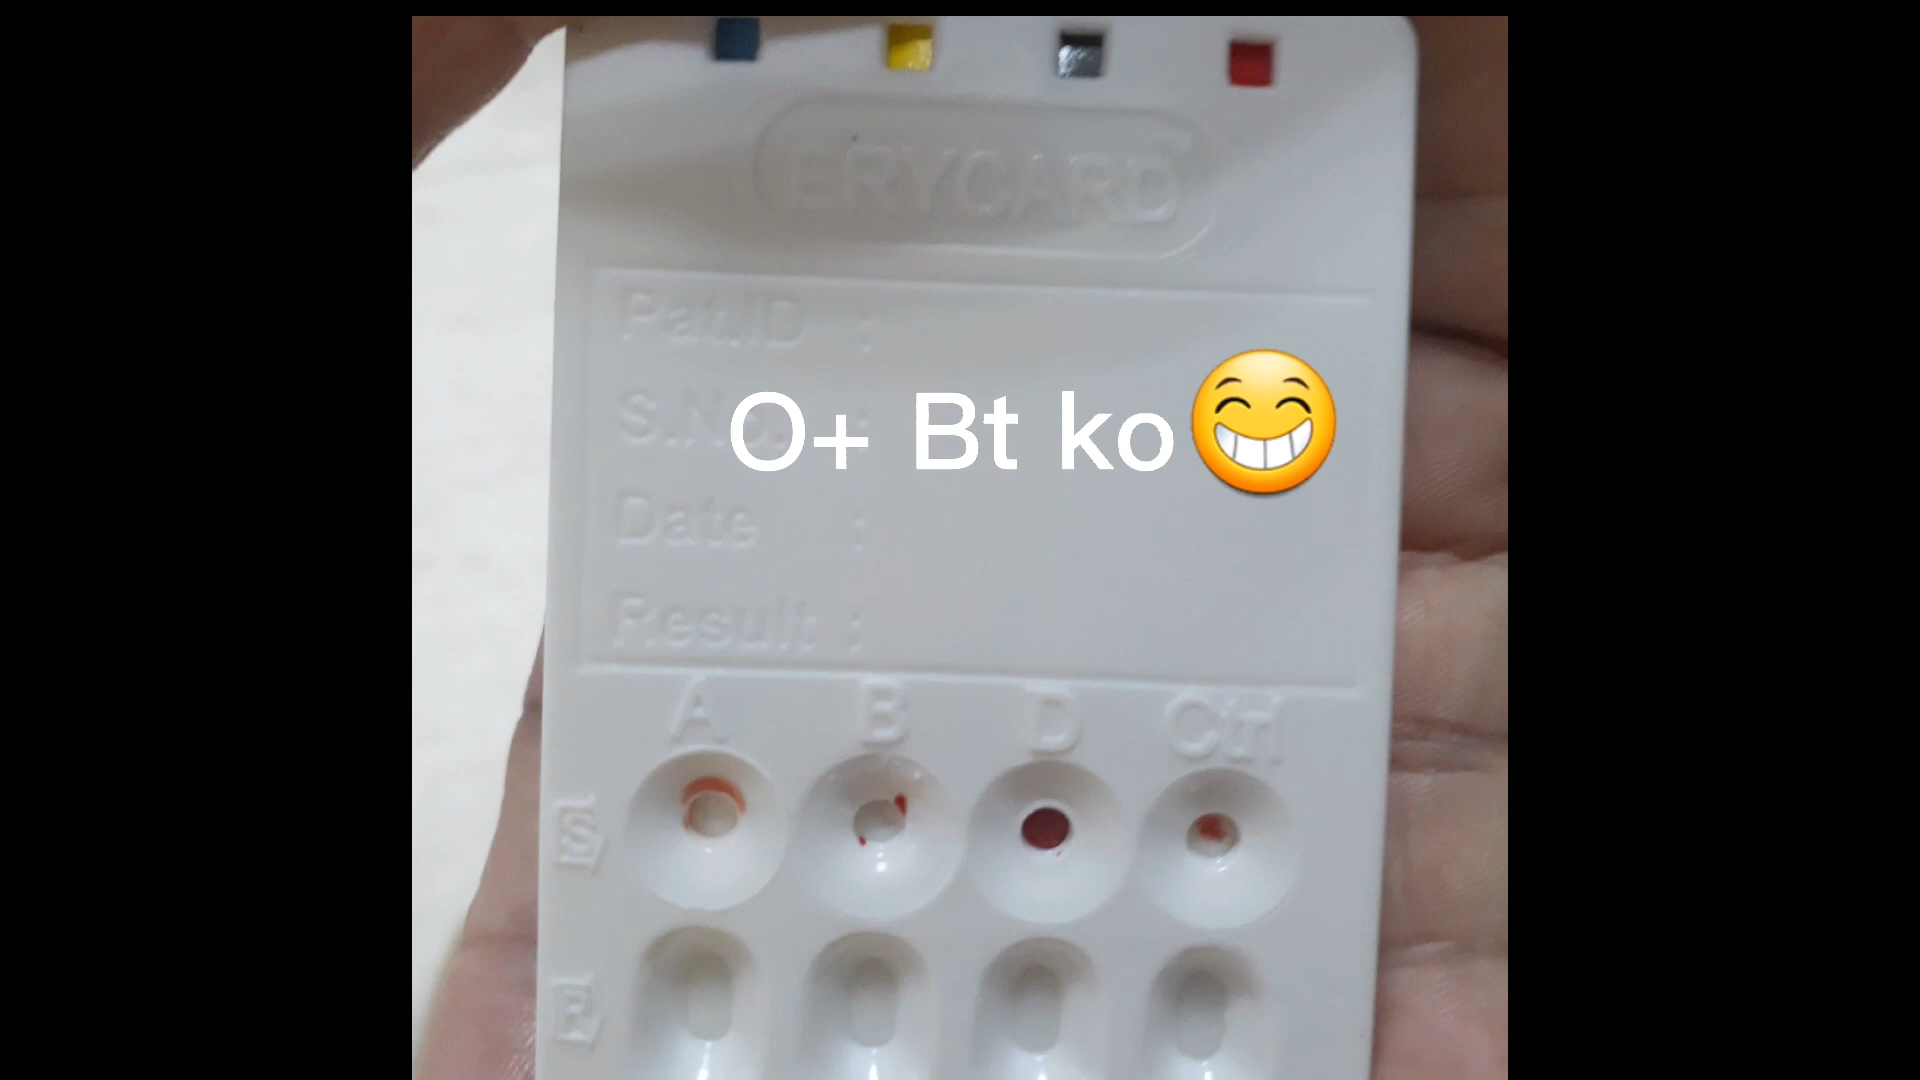 ERYCARD
Pat.ID :
O+ Bt ko😁
S.No. :
Date :
Result :
A B D Ctrl
S